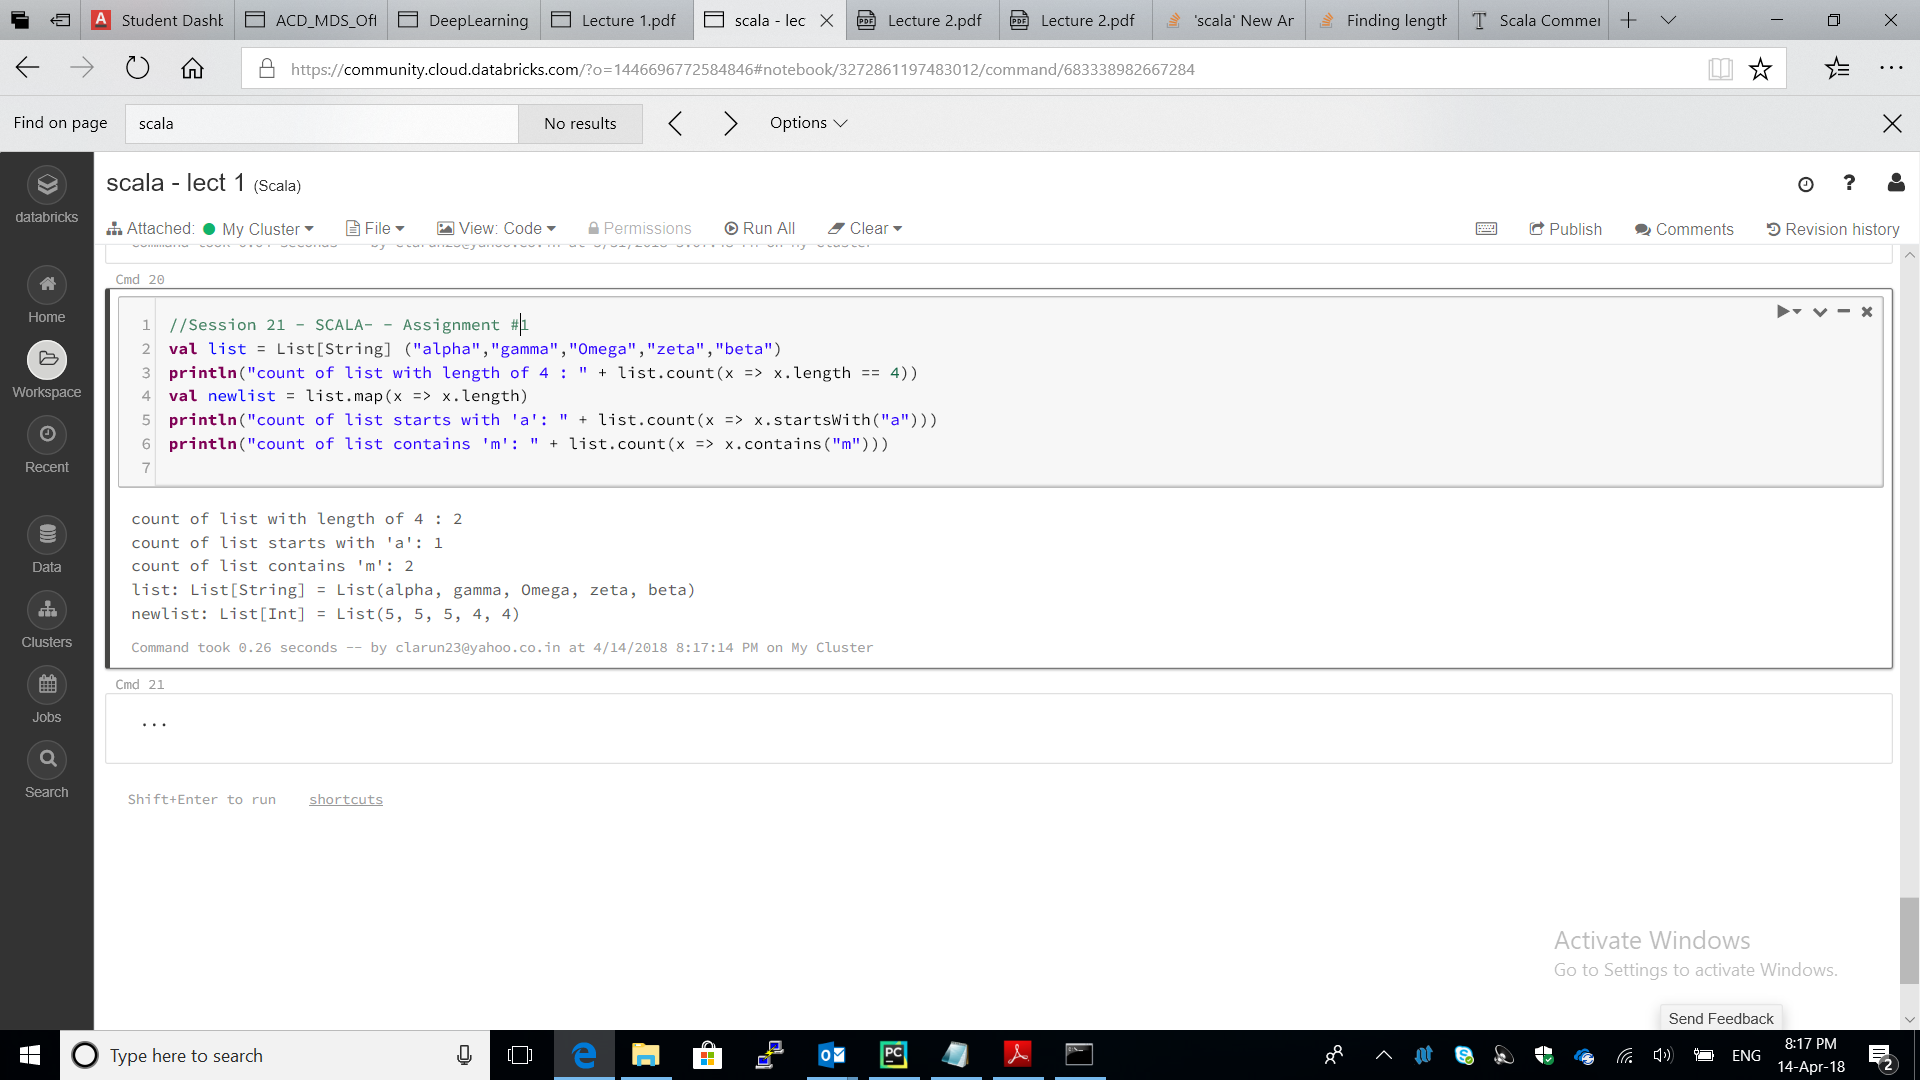 Student Dashb
ACD_MDS_Off
DeepLearning
Lecture 1.pdf
scala - lec
Lecture 2.pdf
Lecture 2.pdf
'scala' New Ar
Finding length
Scala Commer
https://community.cloud.databricks.com/?o=1446696772584846#notebook/3272861197483012/command/683338982667284
Find on page
scala
No results
Options
databricks
Home
Workspace
Recent
Data
Clusters
Jobs
Search
scala - lect 1 (Scala)
Attached: My Cluster File View: Code Permissions Run All Clear Publish Comments Revision history
Cmd 20
1 //Session 21 - SCALA- - Assignment #1
2 val list = List[String] ("alpha","gamma","Omega","zeta","beta")
3 println("count of list with length of 4 : " + list.count(x => x.length == 4))
4 val newlist = list.map(x => x.length)
5 println("count of list starts with 'a': " + list.count(x => x.startsWith("a")))
6 println("count of list contains 'm': " + list.count(x => x.contains("m")))
7
count of list with length of 4 : 2
count of list starts with 'a': 1
count of list contains 'm': 2
list: List[String] = List(alpha, gamma, Omega, zeta, beta)
newlist: List[Int] = List(5, 5, 5, 4, 4)
Command took 0.26 seconds -- by clarun23@yahoo.co.in at 4/14/2018 8:17:14 PM on My Cluster
Cmd 21
...
Shift+Enter to run shortcuts
Activate Windows
Go to Settings to activate Windows.
Send Feedback
Type here to search
ENG
8:17 PM
14-Apr-18
2